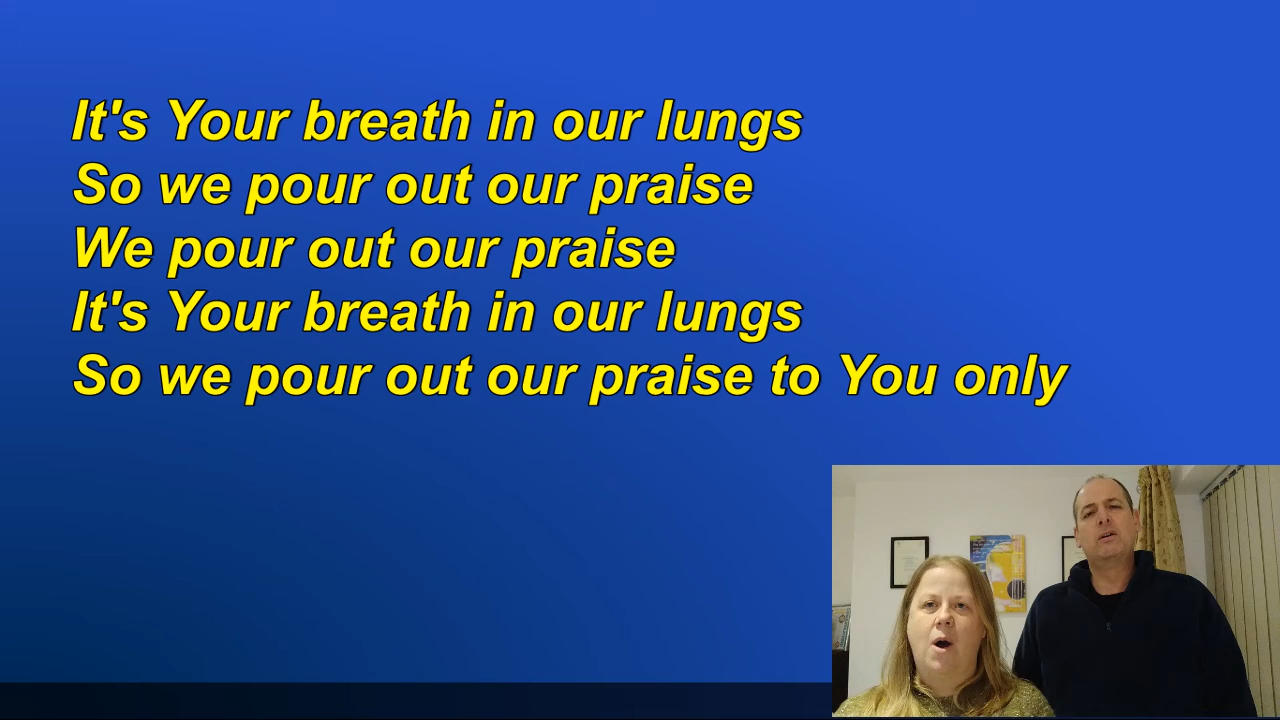 It's Your breath in our lungs
So we pour out our praise
We pour out our praise
It's Your breath in our lungs
So we pour out our praise to You only